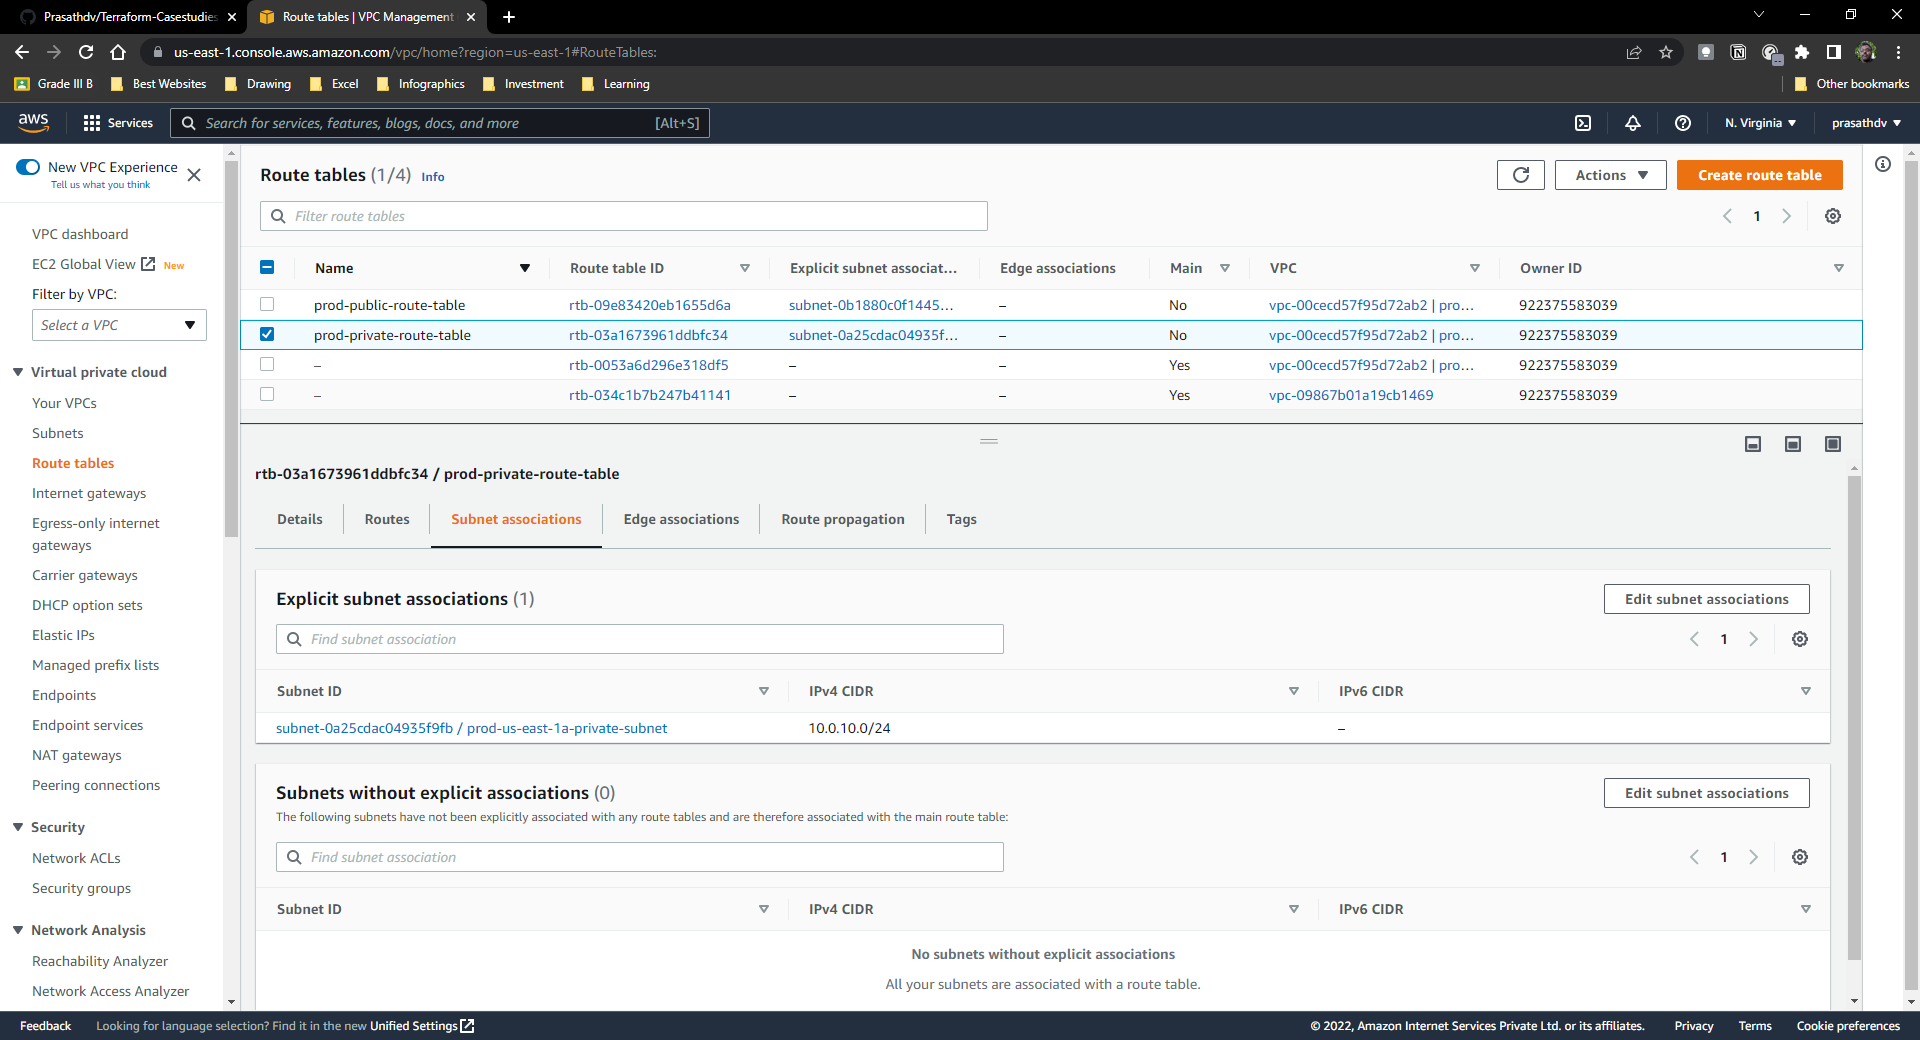 Prasathdv/Terraform-Casestudies
Route tables | VPC Management
us-east-1.console.aws.amazon.com/vpc/home?region=us-east-1#RouteTables:
Grade III B Best Websites Drawing Excel Infographics Investment Learning Other bookmarks
aws Services Search for services, features, blogs, docs, and more [Alt+S] N. Virginia prasathdv
New VPC Experience
Tell us what you think
VPC dashboard
EC2 Global View New
Filter by VPC:
Select a VPC
Virtual private cloud
Your VPCs
Subnets
Route tables
Internet gateways
Egress-only internet
gateways
Carrier gateways
DHCP option sets
Elastic IPs
Managed prefix lists
Endpoints
Endpoint services
NAT gateways
Peering connections
Security
Network ACLs
Security groups
Network Analysis
Reachability Analyzer
Network Access Analyzer
Route tables (1/4) Info Actions Create route table
Filter route tables 1
Name Route table ID Explicit subnet associat... Edge associations Main VPC Owner ID
prod-public-route-table rtb-09e83420eb1655d6a subnet-0b1880c0f1445... – No vpc-00cecd57f95d72ab2 | pro... 922375583039
prod-private-route-table rtb-03a1673961ddbfc34 subnet-0a25cdac04935f... – No vpc-00cecd57f95d72ab2 | pro... 922375583039
– rtb-0053a6d296e318df5 – – Yes vpc-00cecd57f95d72ab2 | pro... 922375583039
– rtb-034c1b7b247b41141 – – Yes vpc-09867b01a19cb1469 922375583039
rtb-03a1673961ddbfc34 / prod-private-route-table
Details Routes Subnet associations Edge associations Route propagation Tags
Explicit subnet associations (1) Edit subnet associations
Find subnet association 1
Subnet ID IPv4 CIDR IPv6 CIDR
subnet-0a25cdac04935f9fb / prod-us-east-1a-private-subnet 10.0.10.0/24 –
Subnets without explicit associations (0) Edit subnet associations
The following subnets have not been explicitly associated with any route tables and are therefore associated with the main route table:
Find subnet association 1
Subnet ID IPv4 CIDR IPv6 CIDR
No subnets without explicit associations
All your subnets are associated with a route table.
Feedback Looking for language selection? Find it in the new Unified Settings © 2022, Amazon Internet Services Private Ltd. or its affiliates. Privacy Terms Cookie preferences